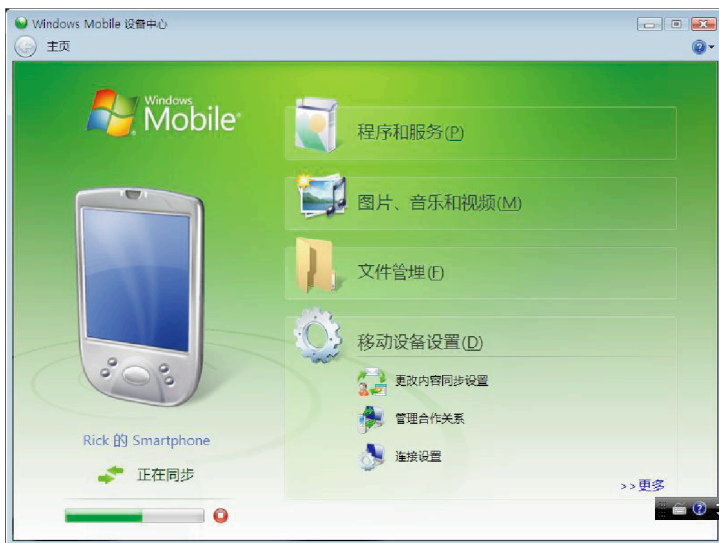 Windows Mobile 设备中心
主页
Windows
Mobile®
程序和服务(P)
图片、音乐和视频(M)
文件管理(F)
移动设备设置(D)
更改内容同步设置
管理合作关系
连接设置
>>更多
Rick 的 Smartphone
正在同步